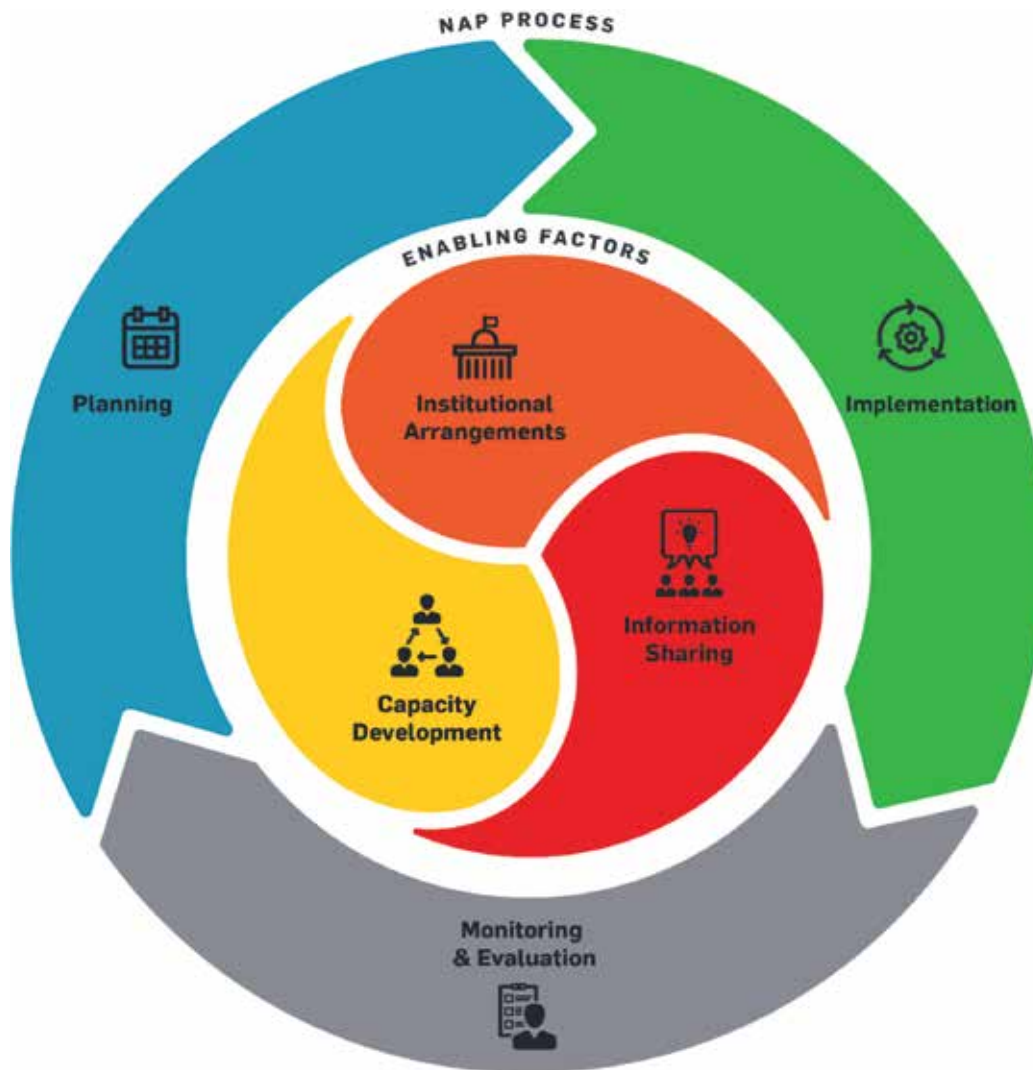 NAP PROCESS
ENABLING FACTORS
Planning
Institutional
Arrangements
Implementation
Information
Sharing
Capacity
Development
Monitoring
& Evaluation